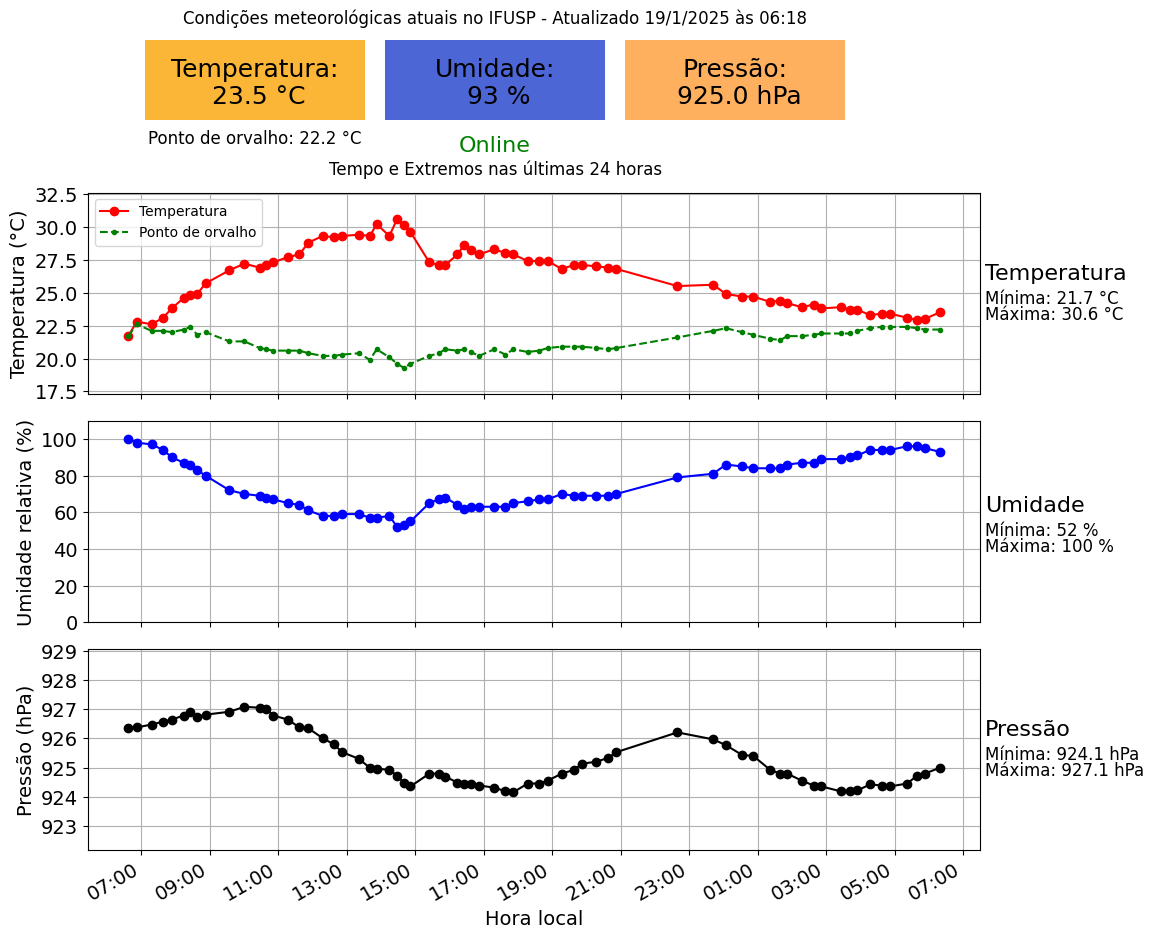 Condições meteorológicas atuais no IFUSP - Atualizado 19/1/2025 às 06:18
Temperatura:
23.5 °C
Umidade:
93 %
Pressão:
925.0 hPa
Ponto de orvalho: 22.2 °C
Online
Tempo e Extremos nas últimas 24 horas
Temperatura (°C)
32.5
30.0
27.5
25.0
22.5
20.0
17.5
Temperatura
Ponto de orvalho
Temperatura
Mínima: 21.7 °C
Máxima: 30.6 °C
Umidade relativa (%)
100
80
60
40
20
0
Umidade
Mínima: 52 %
Máxima: 100 %
Pressão (hPa)
929
928
927
926
925
924
923
Pressão
Mínima: 924.1 hPa
Máxima: 927.1 hPa
07:00
09:00
11:00
13:00
15:00
17:00
19:00
21:00
23:00
01:00
03:00
05:00
07:00
Hora local